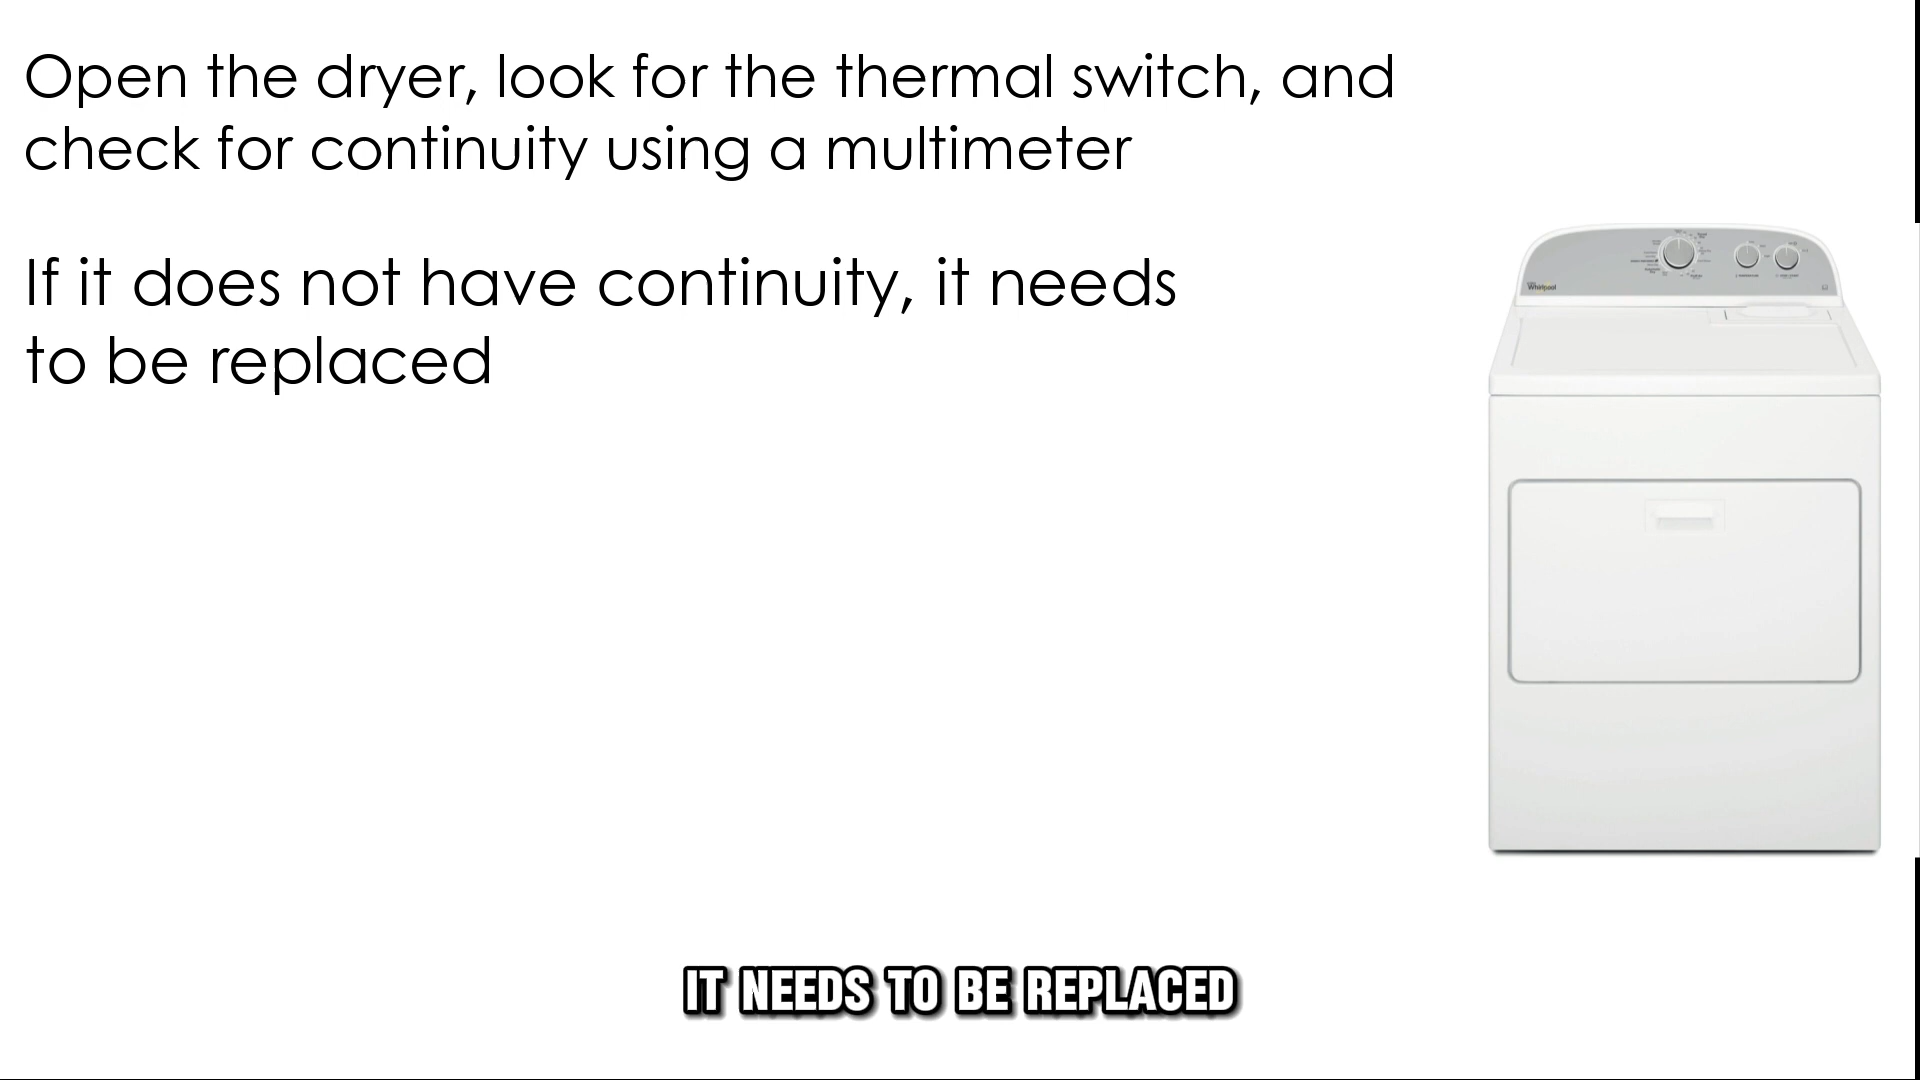 Open the dryer, look for the thermal switch, and
check for continuity using a multimeter
If it does not have continuity, it needs
to be replaced
Whirlpool
IT NEEDS TO BE REPLACED